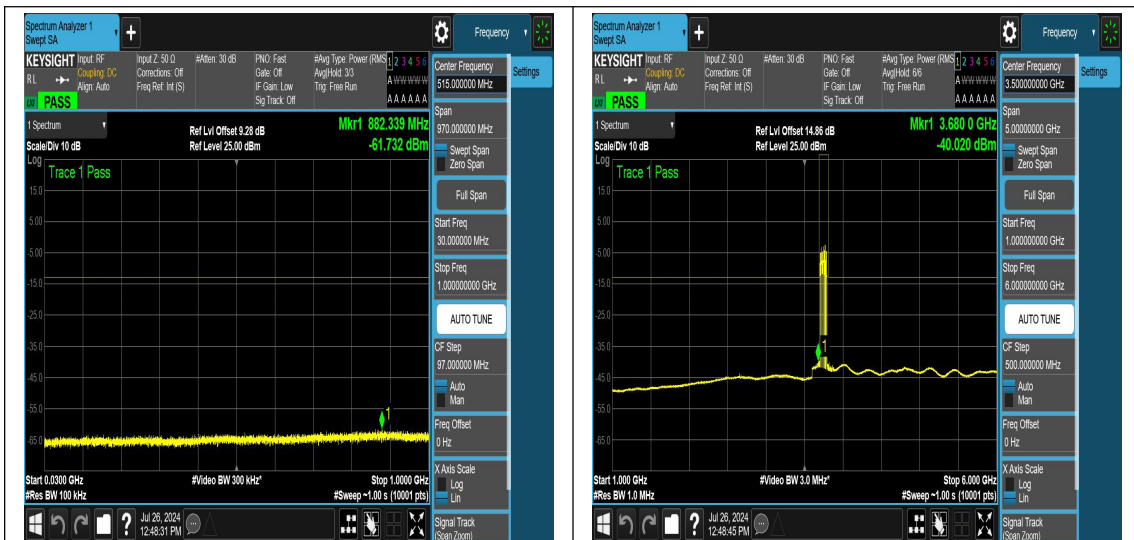 Spectrum Analyzer 1
Swept SA
+
Frequency
KEYSIGHT
RL
Input: RF
Coupling: DC
Align: Auto
Input Z: 50 Ω
Corrections: Off
Freq Ref: Int (S)
#Atten: 30 dB
PNO: Fast
Gate: Off
IF Gain: Low
Sig Track: Off
#Avg Type: Power (RMS)
Avg|Hold: 3/3
Trig: Free Run
1 2 3 4 5 6
A W W W W W
A A A A A A
LXI PASS
1 Spectrum
Scale/Div 10 dB
Ref Lvl Offset 9.28 dB
Ref Level 25.00 dBm
Mkr1 882.339 MHz
-61.732 dBm
Log
Trace 1 Pass
15.0
5.00
-5.00
-15.0
-25.0
-35.0
-45.0
-55.0
-65.0
1
Start 0.0300 GHz
#Res BW 100 kHz
#Video BW 300 kHz*
Stop 1.0000 GHz
#Sweep ~1.00 s (10001 pts)
Center Frequency
515.000000 MHz
Settings
Span
970.000000 MHz
Swept Span
Zero Span
Full Span
Start Freq
30.000000 MHz
Stop Freq
1.000000000 GHz
AUTO TUNE
CF Step
97.000000 MHz
Auto
Man
Freq Offset
0 Hz
X Axis Scale
Log
Lin
Signal Track
(Span Zoom)
?
Jul 26, 2024
12:48:31 PM
Spectrum Analyzer 1
Swept SA
+
Frequency
KEYSIGHT
RL
Input: RF
Coupling: DC
Align: Auto
Input Z: 50 Ω
Corrections: Off
Freq Ref: Int (S)
#Atten: 30 dB
PNO: Fast
Gate: Off
IF Gain: Low
Sig Track: Off
#Avg Type: Power (RMS)
Avg|Hold: 6/6
Trig: Free Run
1 2 3 4 5 6
A W W W W W
A A A A A A
LXI PASS
1 Spectrum
Scale/Div 10 dB
Ref Lvl Offset 14.86 dB
Ref Level 25.00 dBm
Mkr1 3.680 0 GHz
-40.020 dBm
Log
Trace 1 Pass
15.0
5.00
-5.00
-15.0
-25.0
-35.0
-45.0
-55.0
-65.0
1
Start 1.000 GHz
#Res BW 1.0 MHz
#Video BW 3.0 MHz*
Stop 6.000 GHz
#Sweep ~1.00 s (10001 pts)
Center Frequency
3.500000000 GHz
Settings
Span
5.00000000 GHz
Swept Span
Zero Span
Full Span
Start Freq
1.000000000 GHz
Stop Freq
6.000000000 GHz
AUTO TUNE
CF Step
500.000000 MHz
Auto
Man
Freq Offset
0 Hz
X Axis Scale
Log
Lin
Signal Track
(Span Zoom)
?
Jul 26, 2024
12:48:45 PM